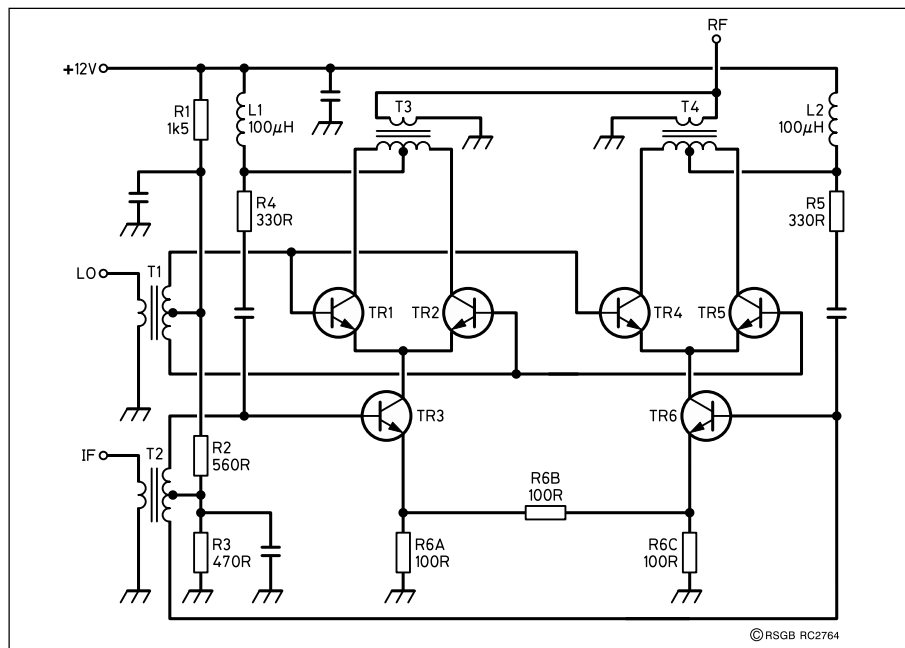 RF
+12V
R1
1k5
L1
100µH
T3
T4
L2
100µH
R4
330R
R5
330R
LO
T1
TR1
TR2
TR4
TR5
TR3
TR6
IF
T2
R2
560R
R6B
100R
R3
470R
R6A
100R
R6C
100R
©RSGB RC2764